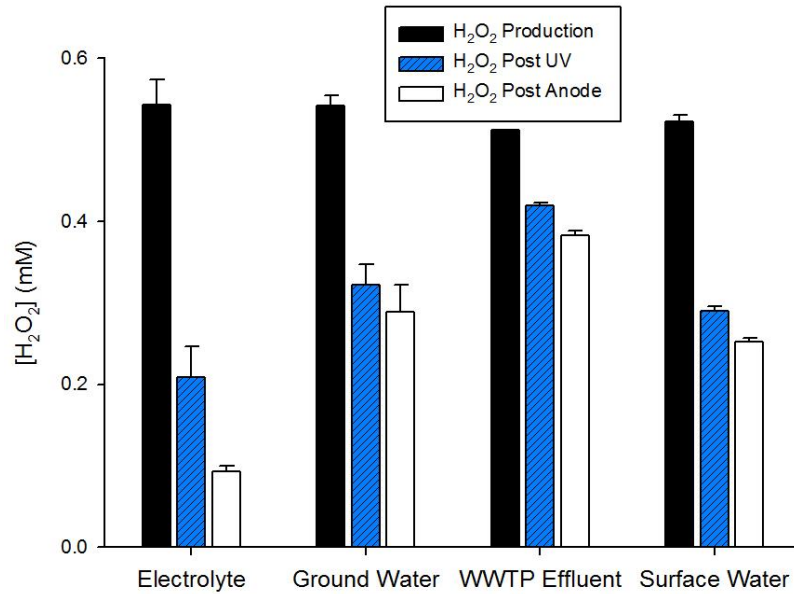 H₂O₂ Production
H₂O₂ Post UV
H₂O₂ Post Anode
0.6
0.4
0.2
0.0
[H₂O₂] (mM)
Electrolyte Ground Water WWTP Effluent Surface Water